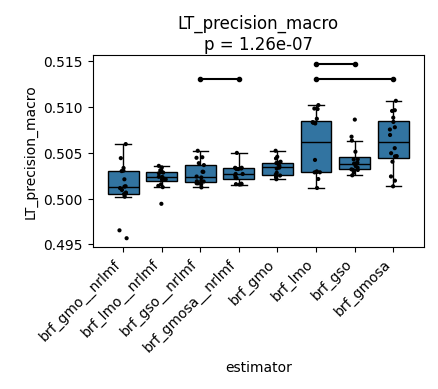 LT_precision_macro
p = 1.26e-07
0.515
0.510
0.505
0.500
0.495
LT_precision_macro
brf_gmo__nrlmf
brf_lmo__nrlmf
brf_gso__nrlmf
brf_gmosa__nrlmf
brf_gmo
brf_lmo
brf_gso
brf_gmosa
estimator